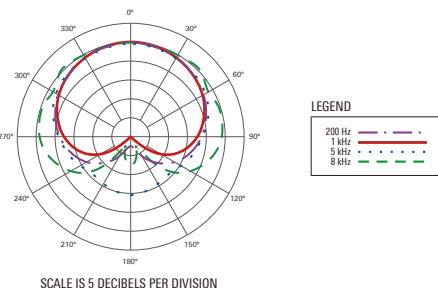 0°
330°
30°
300°
60°
270°
90°
240°
120°
210°
150°
180°
LEGEND
200 Hz
1 kHz
5 kHz
8 kHz
SCALE IS 5 DECIBELS PER DIVISION